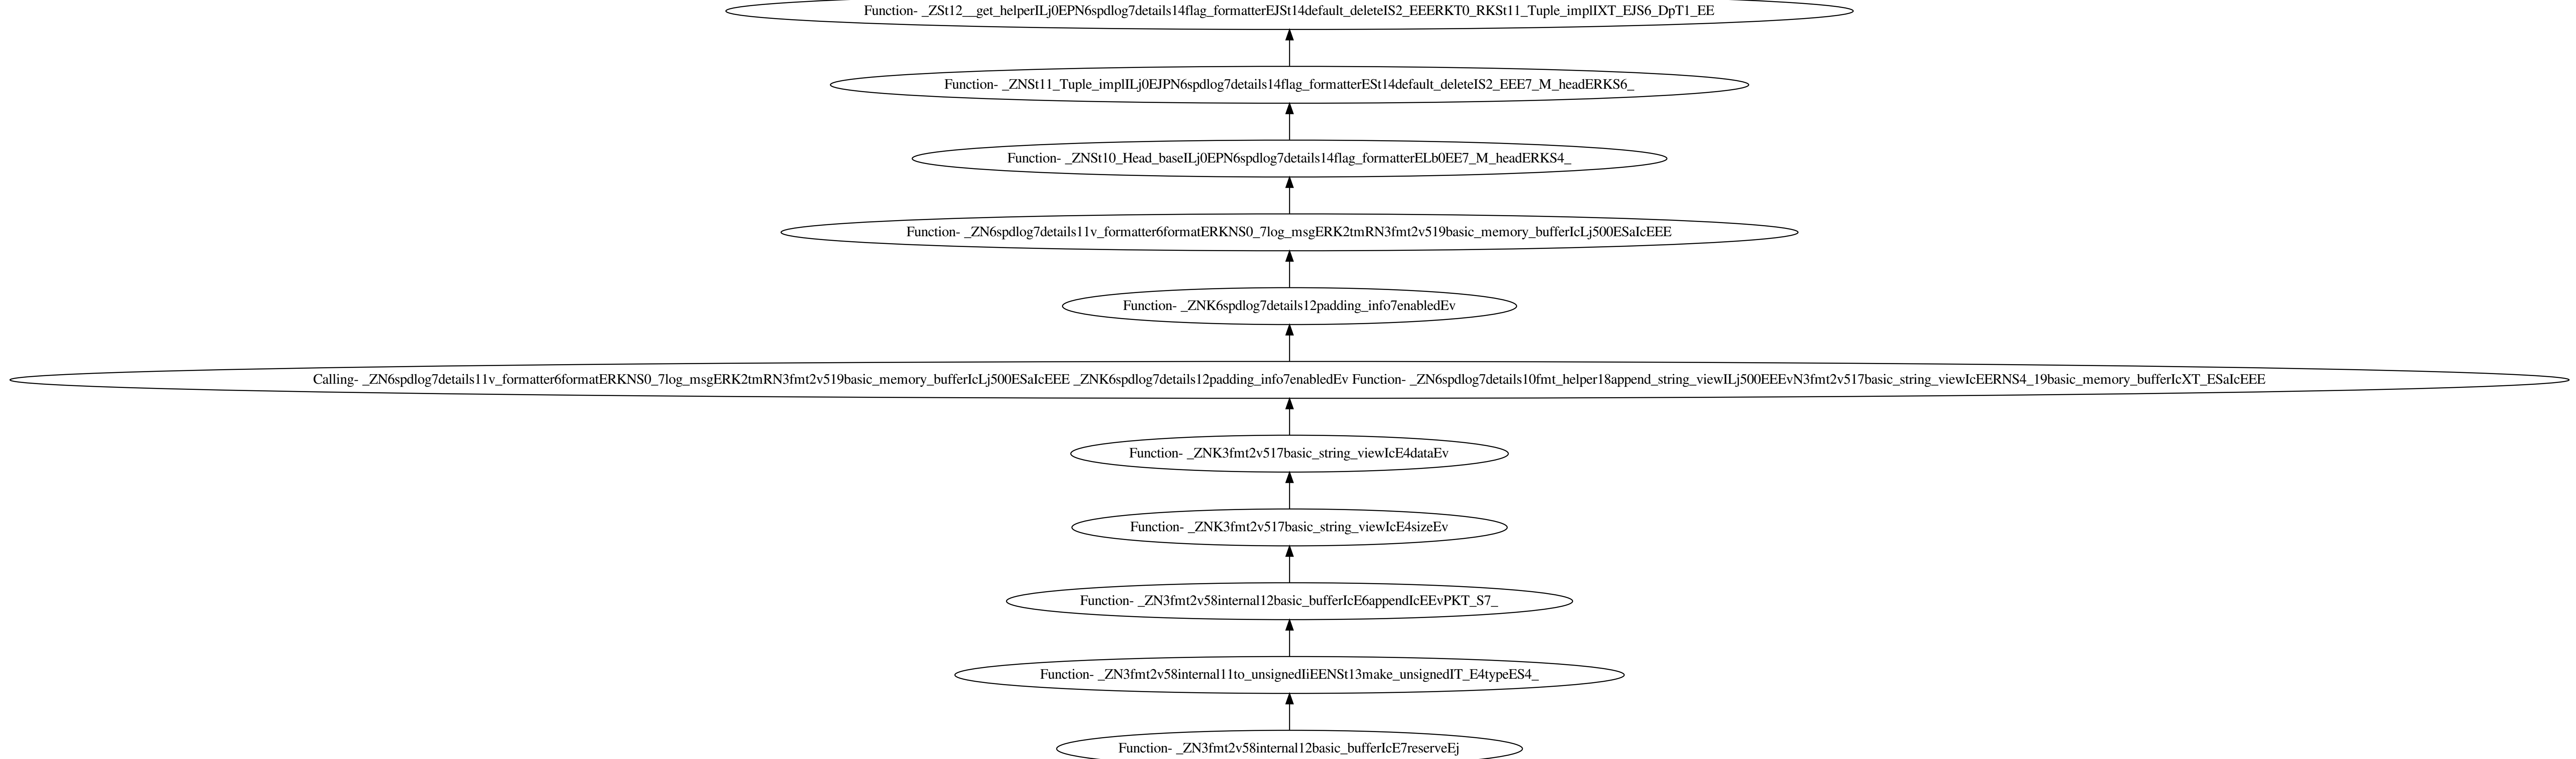 Function- _ZSt12__get_helperILj0EPN6spdlog7details14flag_formatterEJSt14default_deleteIS2_EEERKT0_RKSt11_Tuple_implIXT_EJS6_DpT1_EE
Function- _ZNSt11_Tuple_implILj0EJPN6spdlog7details14flag_formatterESt14default_deleteIS2_EEE7_M_headERKS6_
Function- _ZNSt10_Head_baseILj0EPN6spdlog7details14flag_formatterELb0EE7_M_headERKS4_
Function- _ZN6spdlog7details11v_formatter6formatERKNS0_7log_msgERK2tmRN3fmt2v519basic_memory_bufferIcLj500ESaIcEEE
Function- _ZNK6spdlog7details12padding_info7enabledEv
Calling- _ZN6spdlog7details11v_formatter6formatERKNS0_7log_msgERK2tmRN3fmt2v519basic_memory_bufferIcLj500ESaIcEEE _ZNK6spdlog7details12padding_info7enabledEv Function- _ZN6spdlog7details10fmt_helper18append_string_viewILj500EEEvN3fmt2v517basic_string_viewIcEERNS4_19basic_memory_bufferIcXT_ESaIcEEE
Function- _ZNK3fmt2v517basic_string_viewIcE4dataEv
Function- _ZNK3fmt2v517basic_string_viewIcE4sizeEv
Function- _ZN3fmt2v58internal12basic_bufferIcE6appendIcEEvPKT_S7_
Function- _ZN3fmt2v58internal11to_unsignedIiEENSt13make_unsignedIT_E4typeES4_
Function- _ZN3fmt2v58internal12basic_bufferIcE7reserveEj